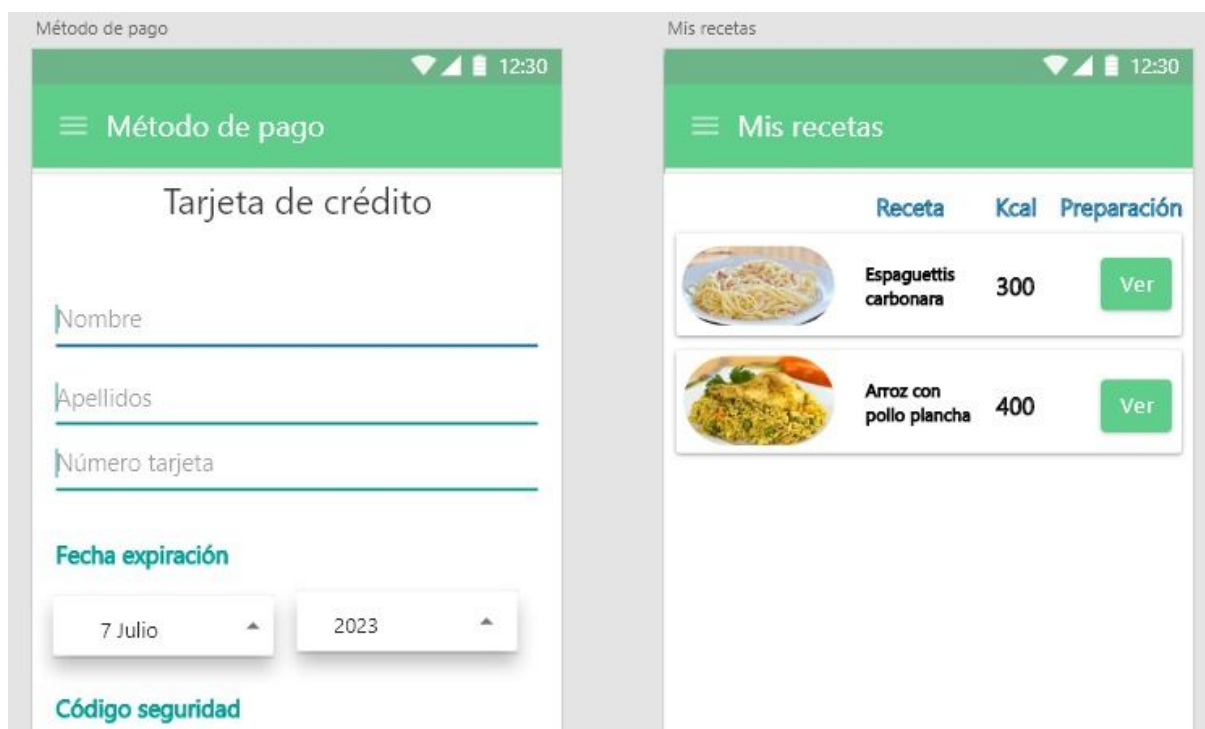 Método de pago
12:30
Método de pago
Tarjeta de crédito
Nombre
Apellidos
Número tarjeta
Fecha expiración
7 Julio
2023
Código seguridad
Mis recetas
12:30
Mis recetas
Receta Kcal Preparación
Espaguettis
carbonara
300
Ver
Arroz con
pollo plancha
400
Ver